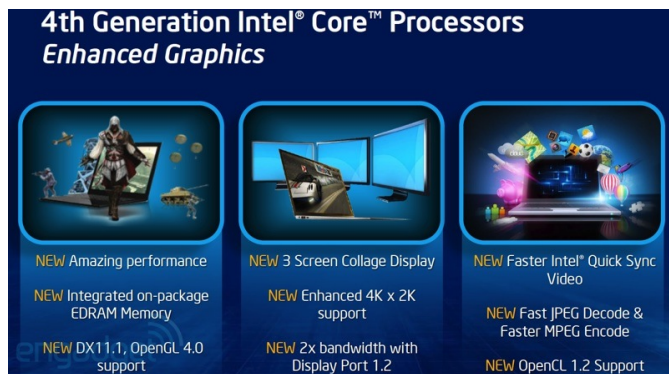 4th Generation Intel® Core™ Processors
Enhanced Graphics
NEW Amazing performance
NEW Integrated on-package
EDRAM Memory
NEW DX11.1, OpenGL 4.0
support
NEW 3 Screen Collage Display
NEW Enhanced 4K x 2K
support
NEW 2x bandwidth with
Display Port 1.2
NEW Faster Intel® Quick Sync
Video
NEW Fast JPEG Decode &
Faster MPEG Encode
NEW OpenCL 1.2 Support
engadget